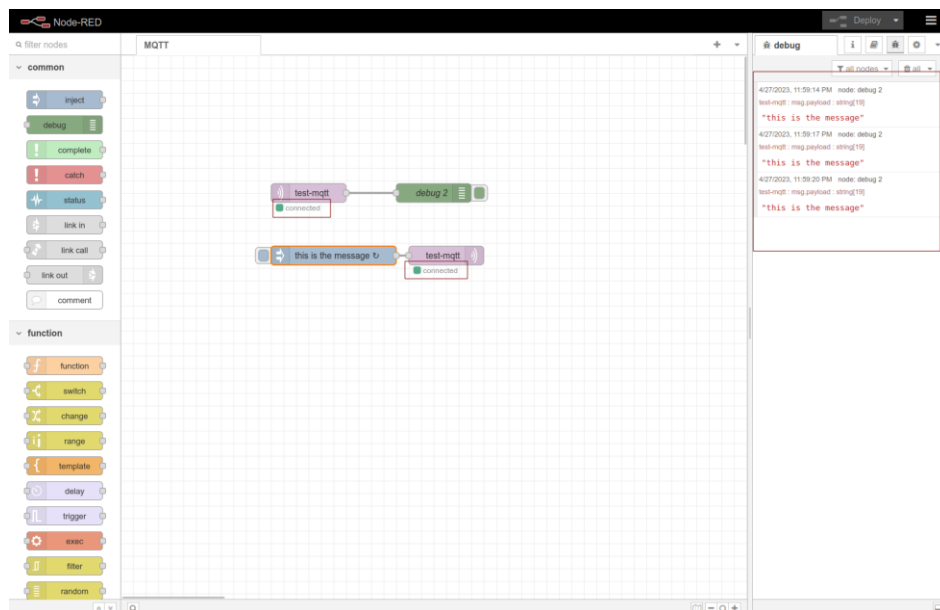 Node-RED
Deploy
filter nodes
MQTT
debug
i
all nodes
all
common
inject
debug
complete
catch
status
link in
link call
link out
comment
function
function
switch
change
range
template
delay
trigger
exec
filter
random
test-mqtt
connected
debug 2
this is the message ↻
test-mqtt
connected
4/27/2023, 11:59:14 PM node: debug 2
test-mqtt : msg.payload : string[19]
"this is the message"
4/27/2023, 11:59:17 PM node: debug 2
test-mqtt : msg.payload : string[19]
"this is the message"
4/27/2023, 11:59:20 PM node: debug 2
test-mqtt : msg.payload : string[19]
"this is the message"